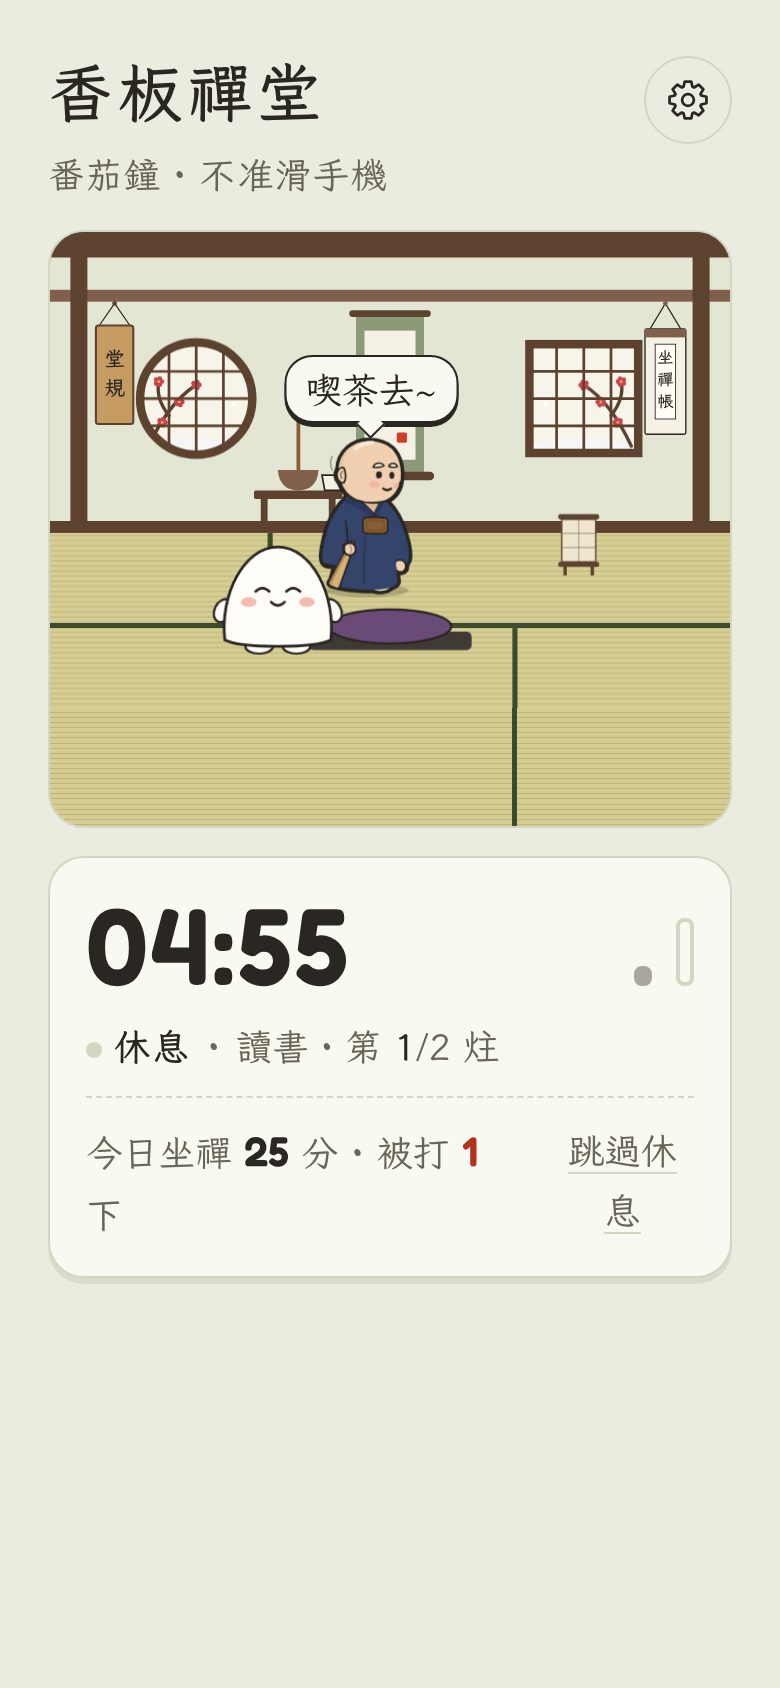 香板禪堂
番茄鐘・不准滑手機
堂規
坐禪帳
喫茶去~
04:55
休息・讀書・第 1/2 炷
今日坐禪 25 分・被打 1
下
跳過休
息